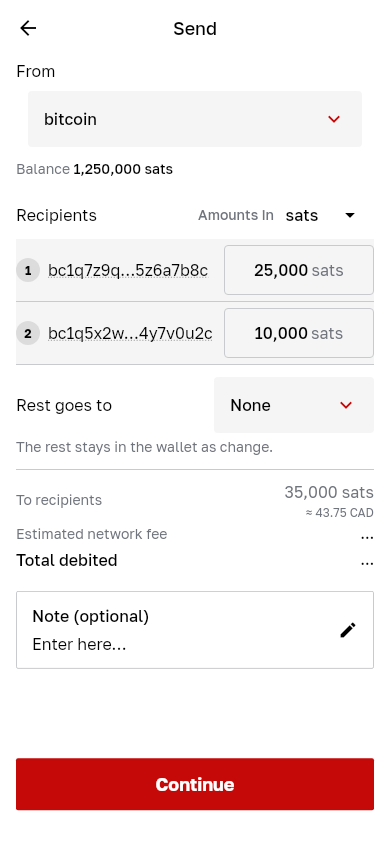 Send
From
bitcoin
Balance 1,250,000 sats
Recipients Amounts in sats
1 bc1q7z9q...5z6a7b8c 25,000 sats
2 bc1q5x2w...4y7v0u2c 10,000 sats
Rest goes to None
The rest stays in the wallet as change.
To recipients 35,000 sats
≈ 43.75 CAD
Estimated network fee ...
Total debited ...
Note (optional)
Enter here...
Continue